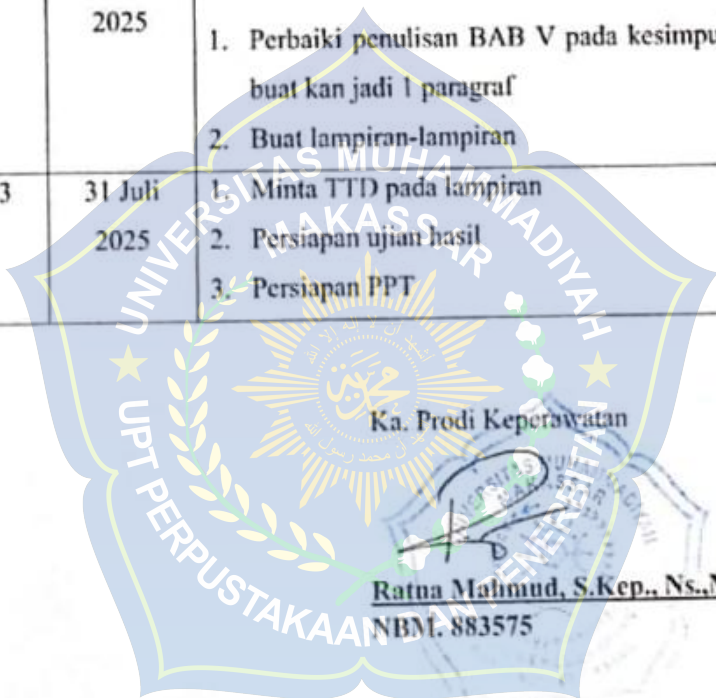 2025
1. Perbaiki penulisan BAB V pada kesimpu
buat kan jadi 1 paragraf
2. Buat lampiran-lampiran
3
31 Juli
2025
1. Minta TTD pada lampiran
2. Persiapan ujian hasil
3. Persiapan PPT
UNIVERSITAS MUHAMMADIYAH
MAKASSAR
UPT PERPUSTAKAAN DAN PENERBITAN
Ka. Prodi Keperawatan
Ratna Mahmud, S.Kep., Ns.,
NBM. 883575